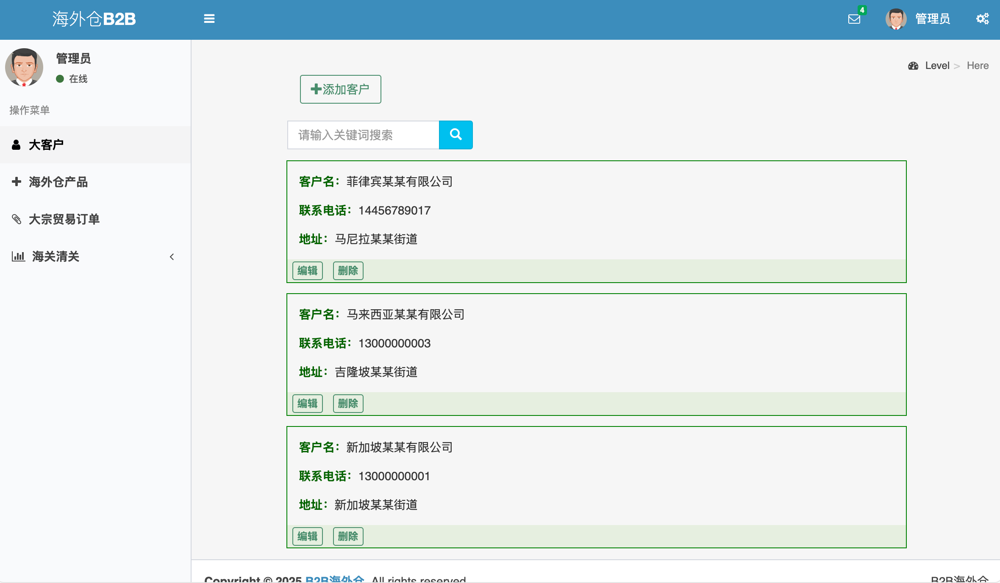 海外仓B2B
4
管理员
管理员
在线
操作菜单
大客户
海外仓产品
大宗贸易订单
海关清关
Level > Here
添加客户
请输入关键词搜索
客户名：菲律宾某某有限公司
联系电话：14456789017
地址：马尼拉某某街道
编辑 删除
客户名：马来西亚某某有限公司
联系电话：13000000003
地址：吉隆坡某某街道
编辑 删除
客户名：新加坡某某有限公司
联系电话：13000000001
地址：新加坡某某街道
编辑 删除
Copyright © 2025 B2B海外仓. All rights reserved.
B2B海外仓